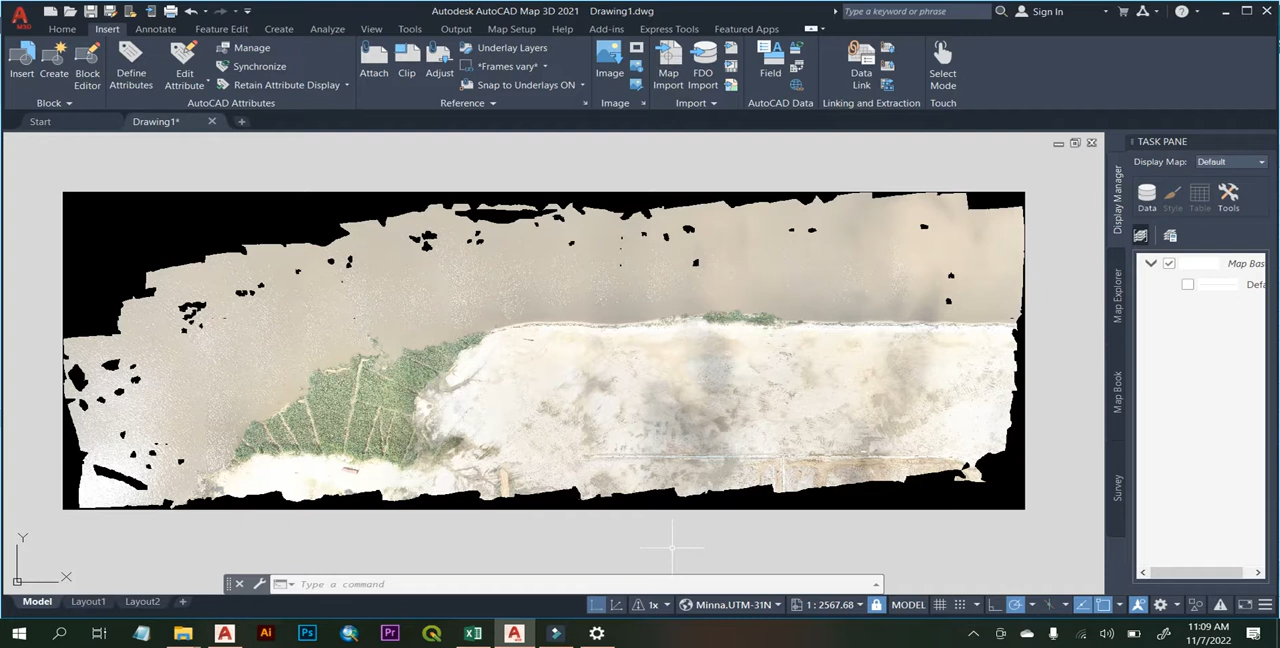 Autodesk AutoCAD Map 3D 2021 Drawing1.dwg Type a keyword or phrase Sign In
Home Insert Annotate Feature Edit Create Analyze View Tools Output Map Setup Help Add-ins Express Tools Featured Apps
Manage Underlay Layers
Synchronize *Frames vary*
Insert Create Block Editor Define Attributes Edit Attribute Retain Attribute Display Attach Clip Adjust Snap to Underlays ON Image Map Import FDO Import Field Data Link Select Mode
Block AutoCAD Attributes Reference Image Import AutoCAD Data Linking and Extraction Touch
Start Drawing1* TASK PANE
Display Map: Default
Data Style Table Tools
Display Manager
Map Bas
Defa
Map Explorer
Map Book
Survey
Y
X
Type a command
Model Layout1 Layout2 1x Minna.UTM-31N 1 : 2567.68 MODEL
Ai Ps Pr 11:09 AM
11/7/2022